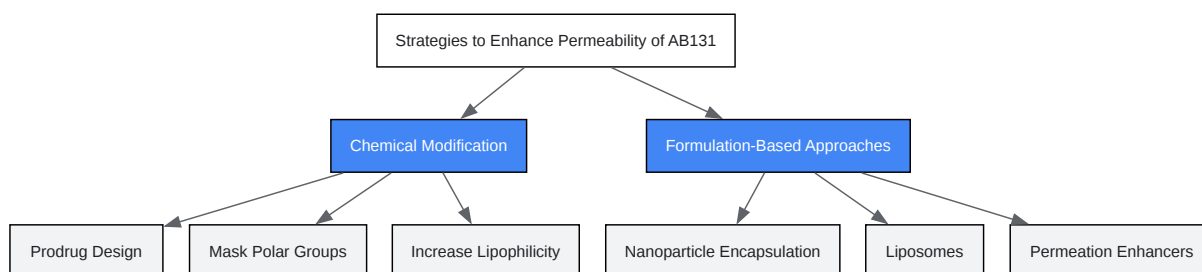 Strategies to Enhance Permeability of AB131
Chemical Modification
Formulation-Based Approaches
Prodrug Design
Mask Polar Groups
Increase Lipophilicity
Nanoparticle Encapsulation
Liposomes
Permeation Enhancers